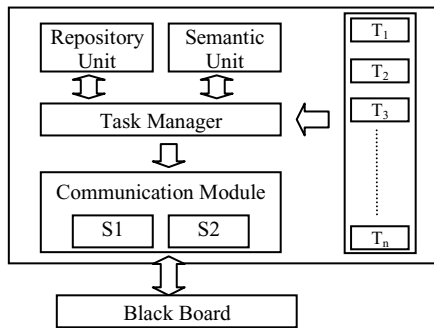 Repository
Unit
Semantic
Unit
Task Manager
Communication Module
S1
S2
Black Board
T1
T2
T3
Tn